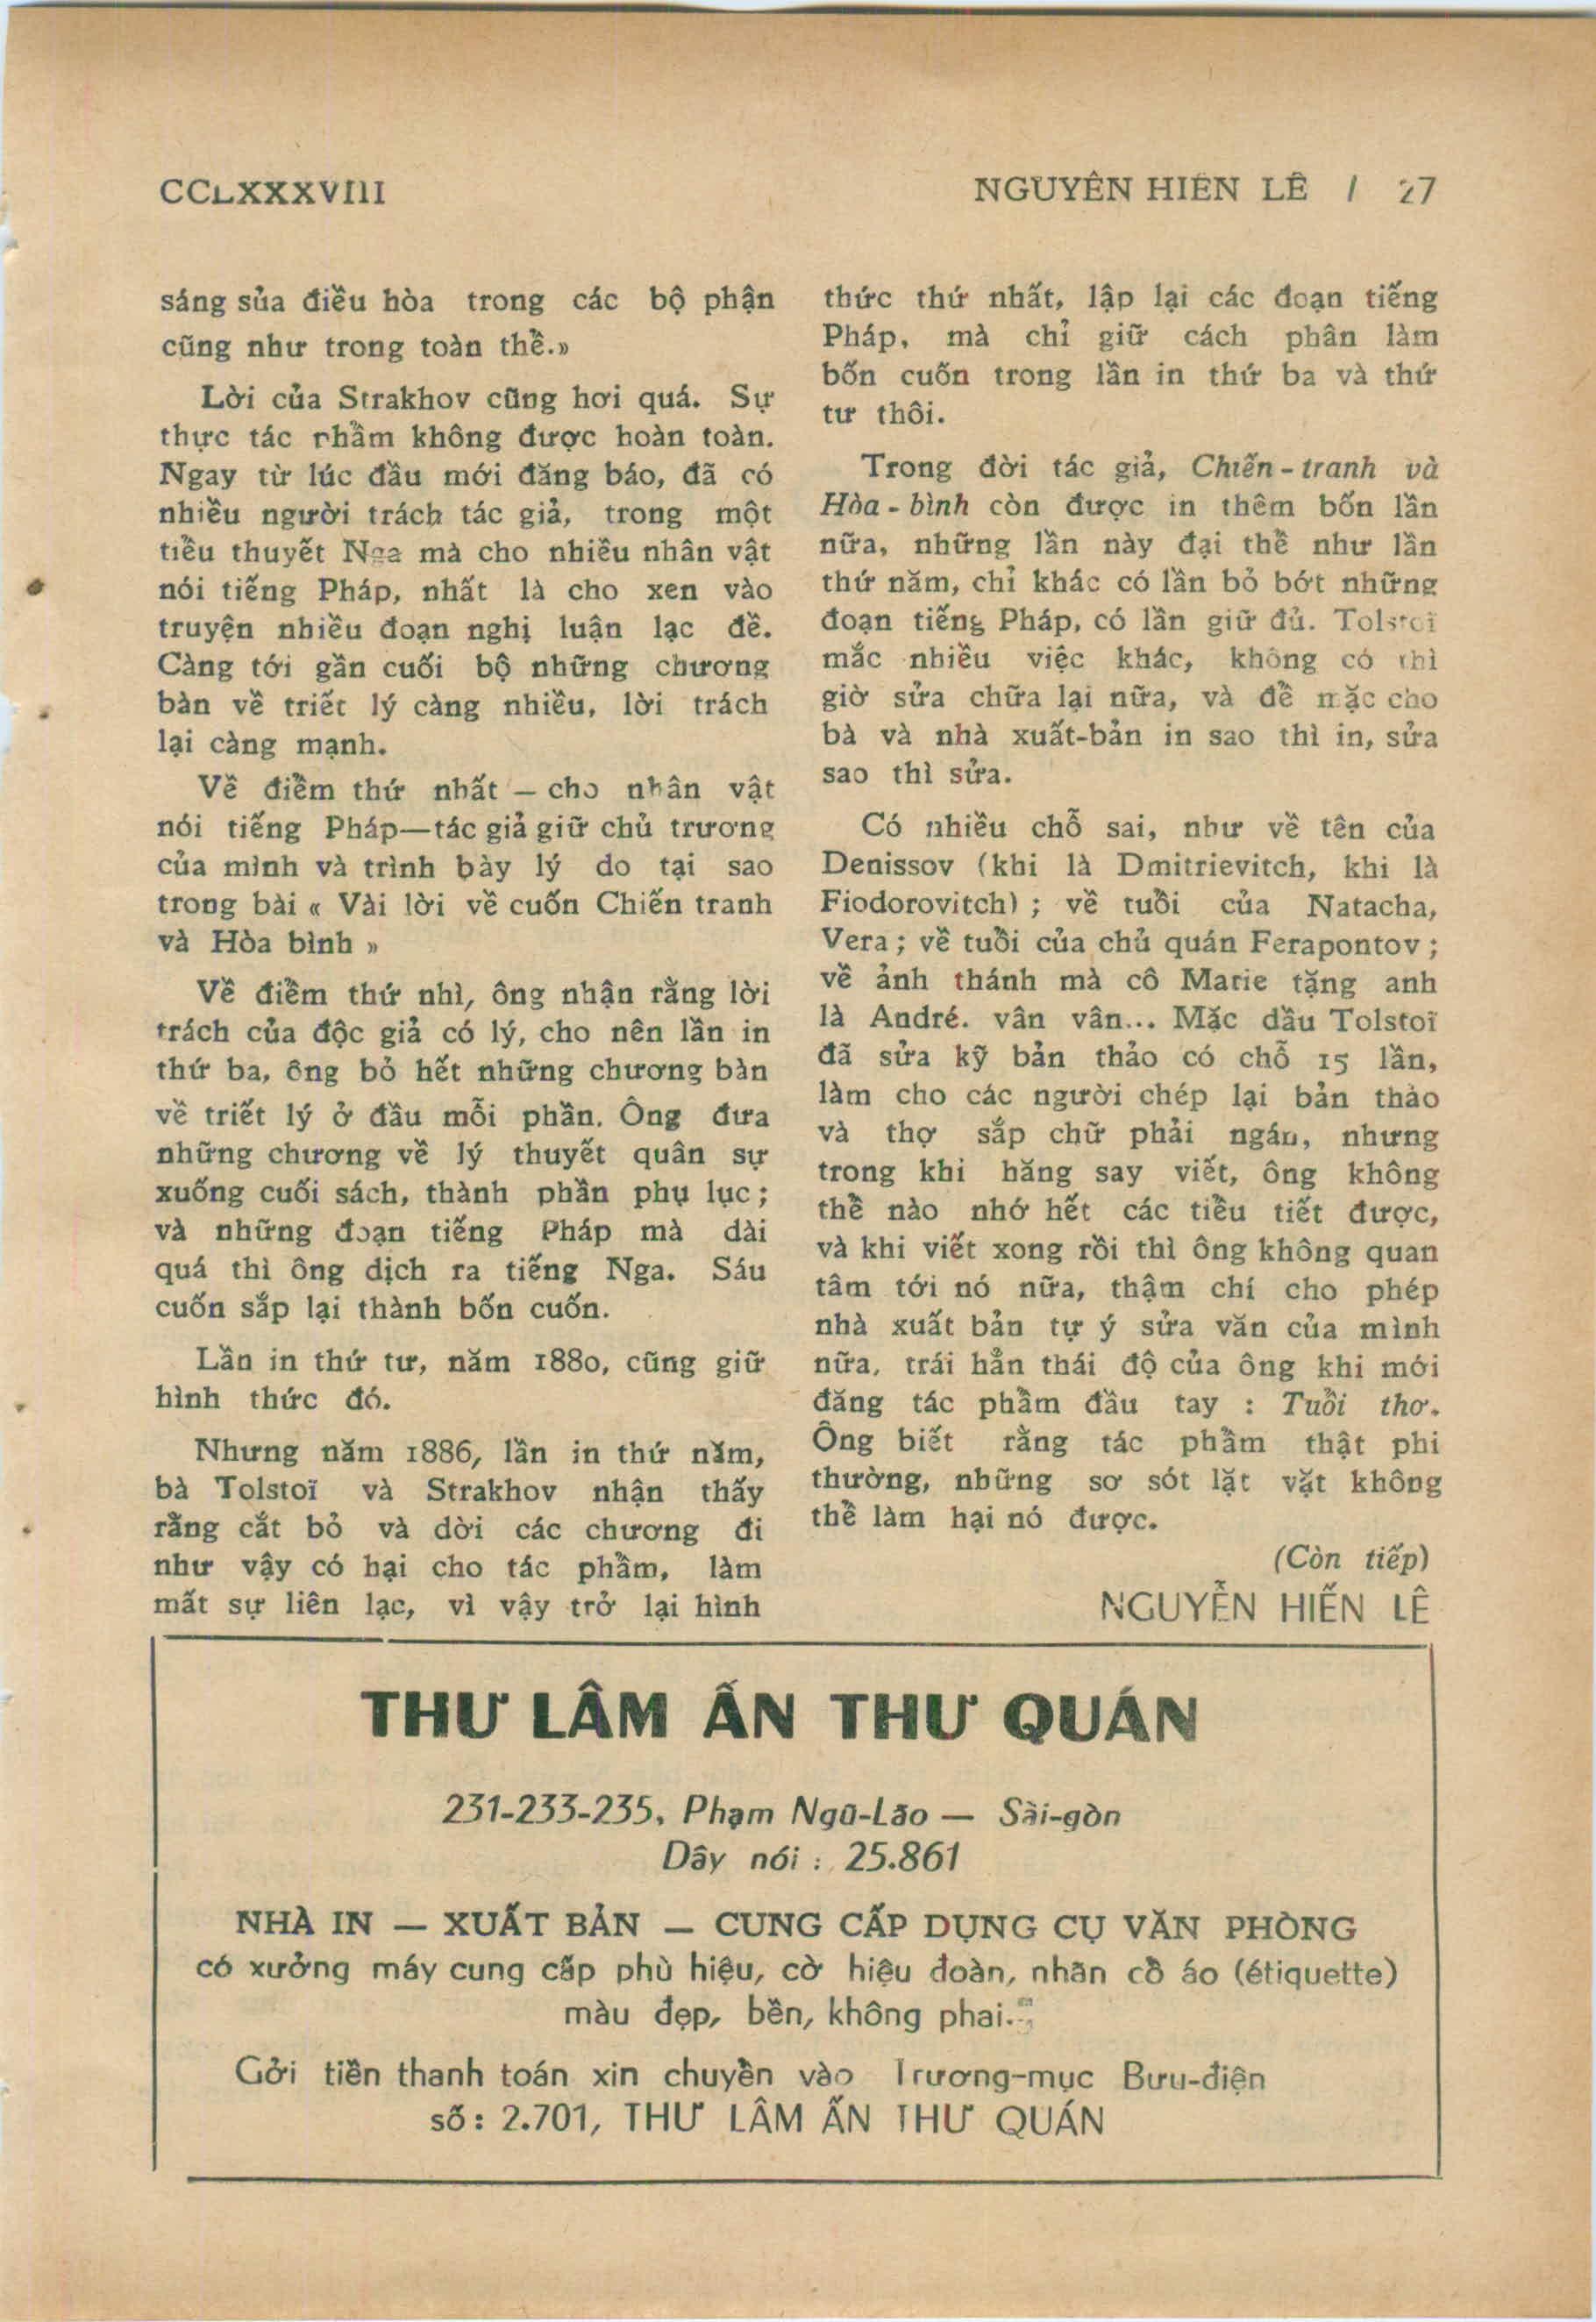 CCLXXXVIII
NGUYỄN HIẾN LÊ / 27
sáng sủa điều hòa trong các bộ phận
cũng như trong toàn thể.»
Lời của Strakhov cũng hơi quá. Sự
thực tác phẩm không được hoàn toàn.
Ngay từ lúc đầu mới đăng báo, đã có
nhiều người trách tác giả, trong một
tiểu thuyết Nga mà cho nhiều nhân vật
nói tiếng Pháp, nhất là cho xen vào
truyện nhiều đoạn nghị luận lạc đề.
Càng tới gần cuối bộ những chương
bàn về triết lý càng nhiều, lời trách
lại càng mạnh.
Về điểm thứ nhất — cho nhân vật
nói tiếng Pháp—tác giả giữ chủ trương
của mình và trình bày lý do tại sao
trong bài « Vài lời về cuốn Chiến tranh
và Hòa bình »
Về điểm thứ nhì, ông nhận rằng lời
trách của độc giả có lý, cho nên lần in
thứ ba, ông bỏ hết những chương bàn
về triết lý ở đầu mỗi phần. Ông đưa
những chương về lý thuyết quân sự
xuống cuối sách, thành phần phụ lục ;
và những đoạn tiếng Pháp mà dài
quá thì ông dịch ra tiếng Nga. Sáu
cuốn sắp lại thành bốn cuốn.
Lần in thứ tư, năm 1880, cũng giữ
hình thức đó.
Nhưng năm 1886, lần in thứ năm,
bà Tolstoï và Strakhov nhận thấy
rằng cắt bỏ và dời các chương đi
như vậy có hại cho tác phẩm, làm
mất sự liên lạc, vì vậy trở lại hình
thức thứ nhất, lập lại các đoạn tiếng
Pháp, mà chỉ giữ cách phân làm
bốn cuốn trong lần in thứ ba và thứ
tư thôi.
Trong đời tác giả, Chiến - tranh và
Hòa - bình còn được in thêm bốn lần
nữa, những lần này đại thể như lần
thứ năm, chỉ khác có lần bỏ bớt những
đoạn tiếng Pháp, có lần giữ đủ. Tolstoï
mắc nhiều việc khác, không có thì
giờ sửa chữa lại nữa, và để mặc cho
bà và nhà xuất-bản in sao thì in, sửa
sao thì sửa.
Có nhiều chỗ sai, như về tên của
Denissov (khi là Dmitrievitch, khi là
Fiodorovitch) ; về tuổi của Natacha,
Vera ; về tuổi của chủ quán Ferapontov ;
về ảnh thánh mà cô Marie tặng anh
là André. vân vân... Mặc dầu Tolstoï
đã sửa kỹ bản thảo có chỗ 15 lần,
làm cho các người chép lại bản thảo
và thợ sắp chữ phải ngán, nhưng
trong khi hăng say viết, ông không
thể nào nhớ hết các tiểu tiết được,
và khi viết xong rồi thì ông không quan
tâm tới nó nữa, thậm chí cho phép
nhà xuất bản tự ý sửa văn của mình
nữa, trái hẳn thái độ của ông khi mới
đăng tác phẩm đầu tay : Tuổi thơ.
Ông biết rằng tác phẩm thật phi
thường, những sơ sót lặt vặt không
thể làm hại nó được.
(Còn tiếp)
NGUYỄN HIẾN LÊ
THƯ LÂM ẤN THƯ QUÁN
231-233-235, Phạm Ngũ-Lão — Sài-gòn
Dây nói : 25.861
NHÀ IN — XUẤT BẢN — CUNG CẤP DỤNG CỤ VĂN PHÒNG
có xưởng máy cung cấp phù hiệu, cờ hiệu đoàn, nhãn cổ áo (étiquette)
màu đẹp, bền, không phai.
Gởi tiền thanh toán xin chuyển vào Trương-mục Bưu-điện
số : 2.701, THƯ LÂM ẤN THƯ QUÁN